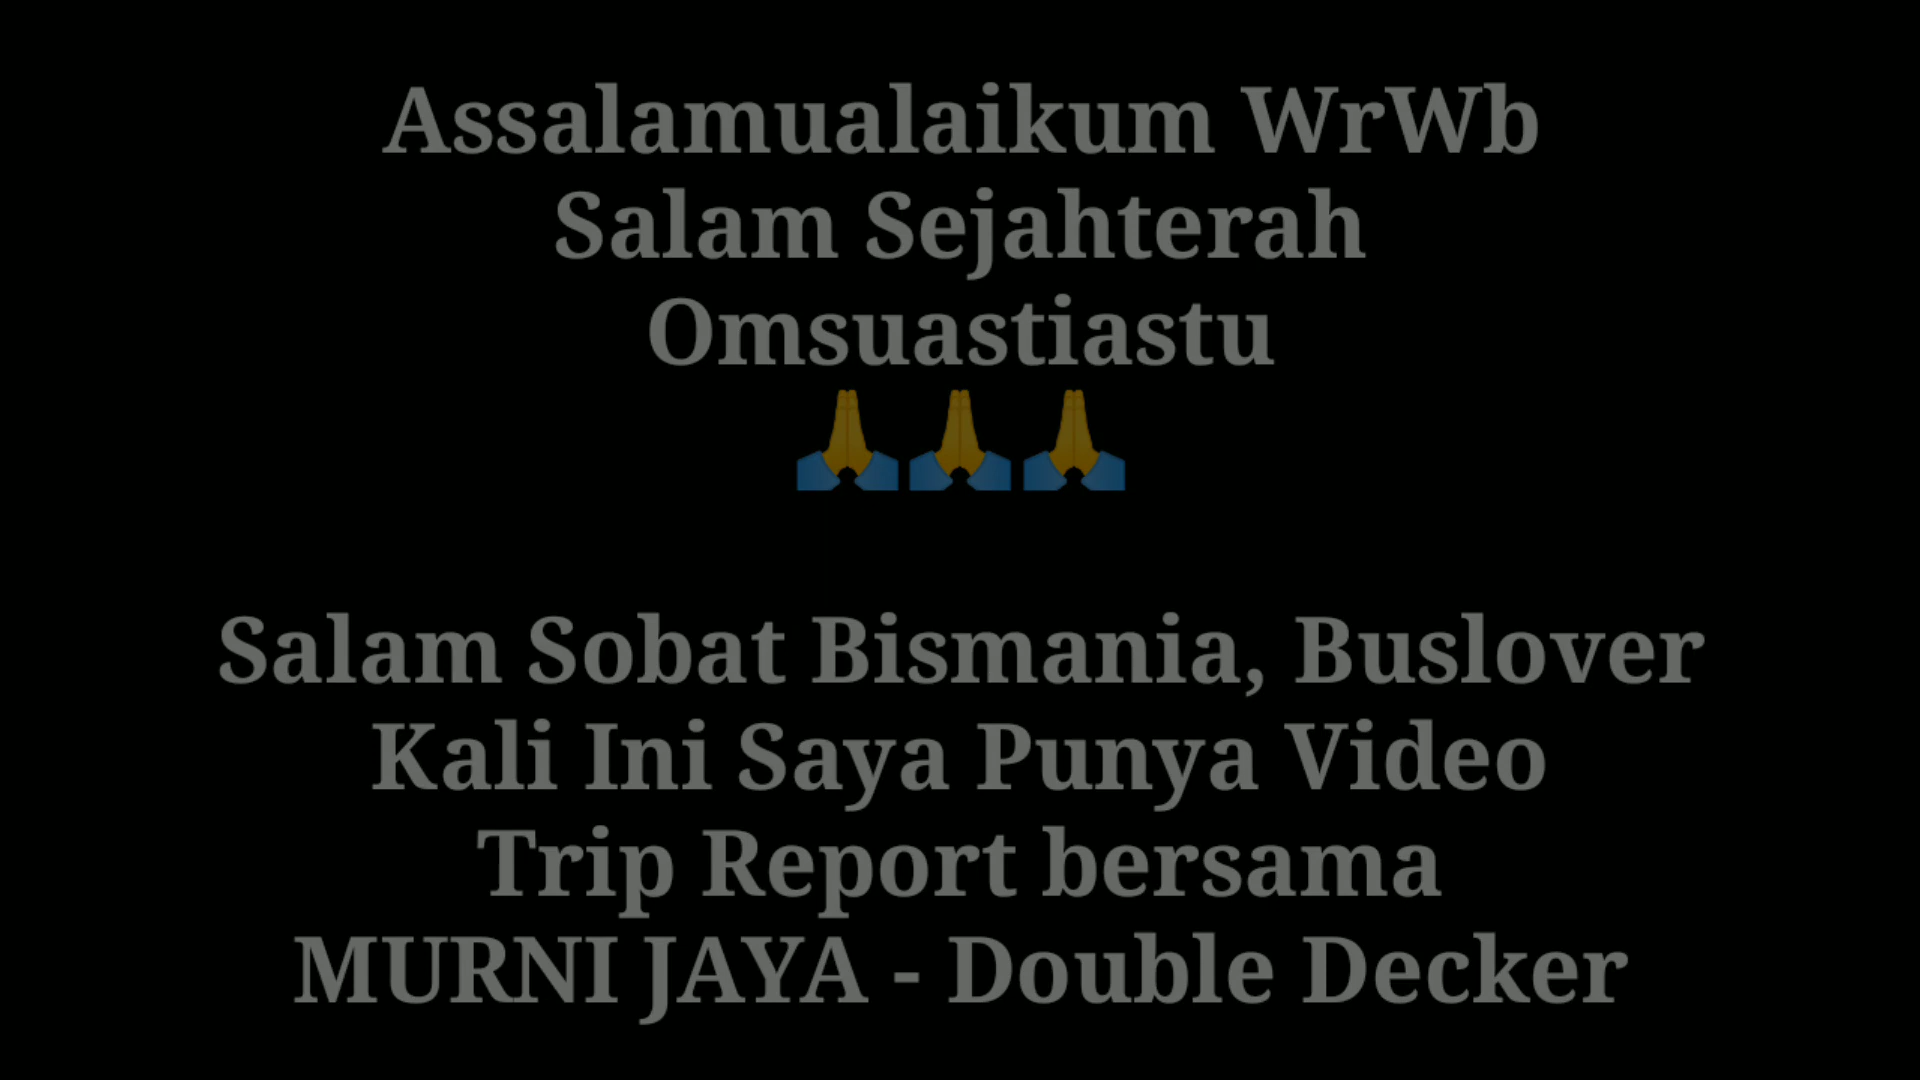 Assalamualaikum WrWb
Salam Sejahterah
Omsuastiastu
🙏🙏🙏
Salam Sobat Bismania, Buslover
Kali Ini Saya Punya Video
Trip Report bersama
MURNI JAYA - Double Decker